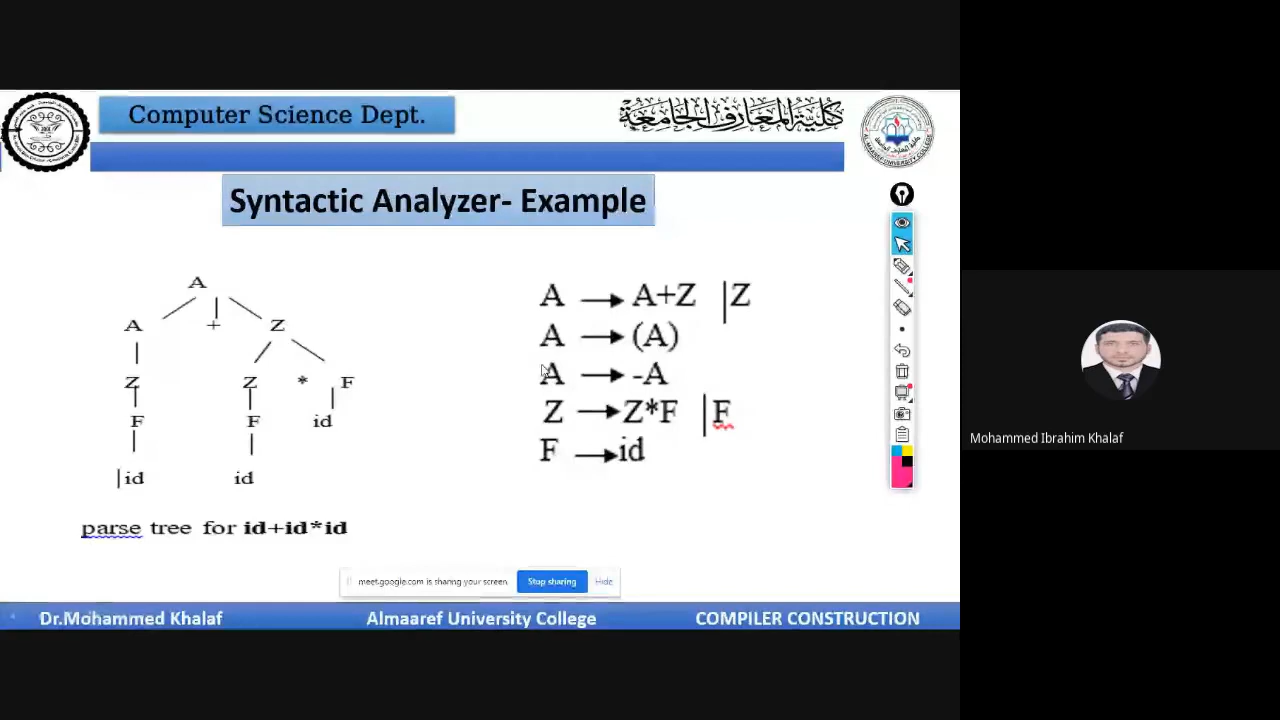 Computer Science Dept.
كلية المعارف الجامعة
Syntactic Analyzer- Example
A
A + Z
Z Z * F
F F id
id id
parse tree for id+id*id
A → A+Z |Z
A → (A)
A → -A
Z → Z*F |F
F → id
Mohammed Ibrahim Khalaf
meet.google.com is sharing your screen. Stop sharing Hide
Dr.Mohammed Khalaf Almaaref University College COMPILER CONSTRUCTION